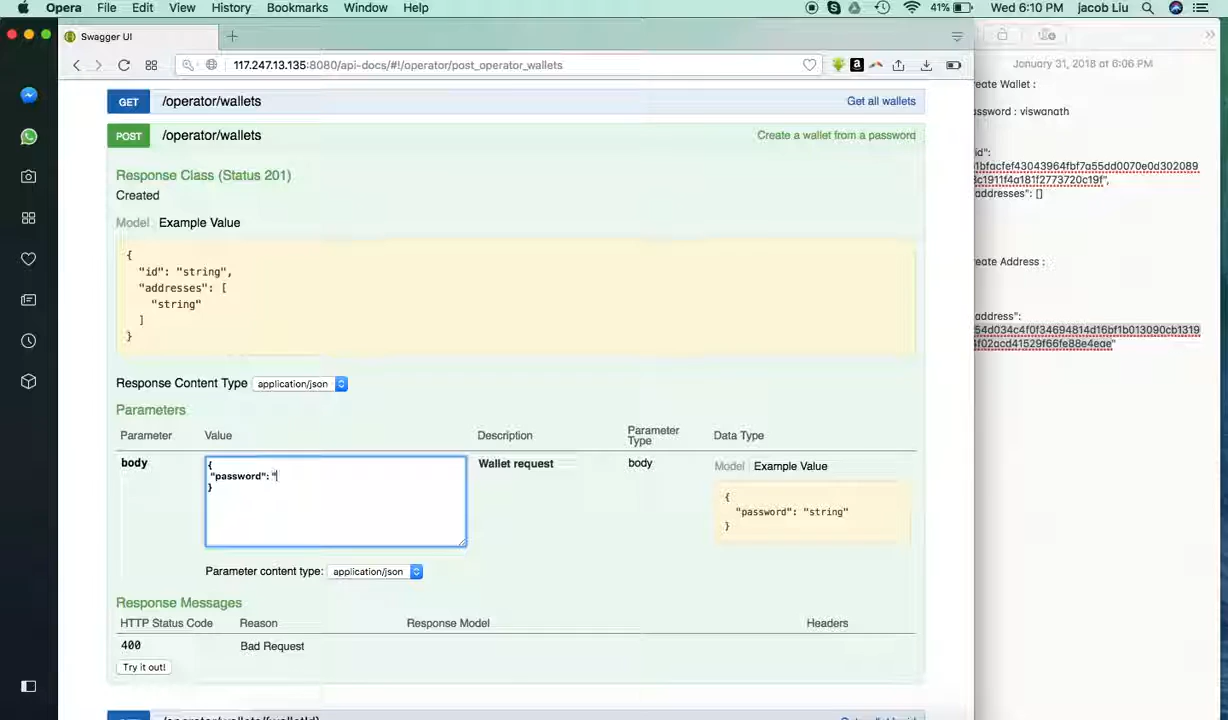 Opera File Edit View History Bookmarks Window Help 41% Wed 6:10 PM jacob Liu
Swagger UI
117.247.13.135:8080/api-docs/#!/operator/post_operator_wallets
January 31, 2018 at 6:06 PM
eate Wallet :
assword : viswanath
id":
1bfacfef43043964fbf7a55dd0070e0d302089
3c1911f4a181f2773720c19f",
addresses": []
eate Address :
address":
54d034c4f0f34694814d16bf1b013090cb1319
4f02acd41529f66fe88e4eae"
GET /operator/wallets Get all wallets
POST /operator/wallets Create a wallet from a password
Response Class (Status 201)
Created
Model Example Value
{
"id": "string",
"addresses": [
"string"
]
}
Response Content Type application/json
Parameters
Parameter Value Description Parameter Type Data Type
body
{
"password": "
}
Wallet request body
Model Example Value
{
"password": "string"
}
Parameter content type: application/json
Response Messages
HTTP Status Code Reason Response Model Headers
400 Bad Request
Try it out!